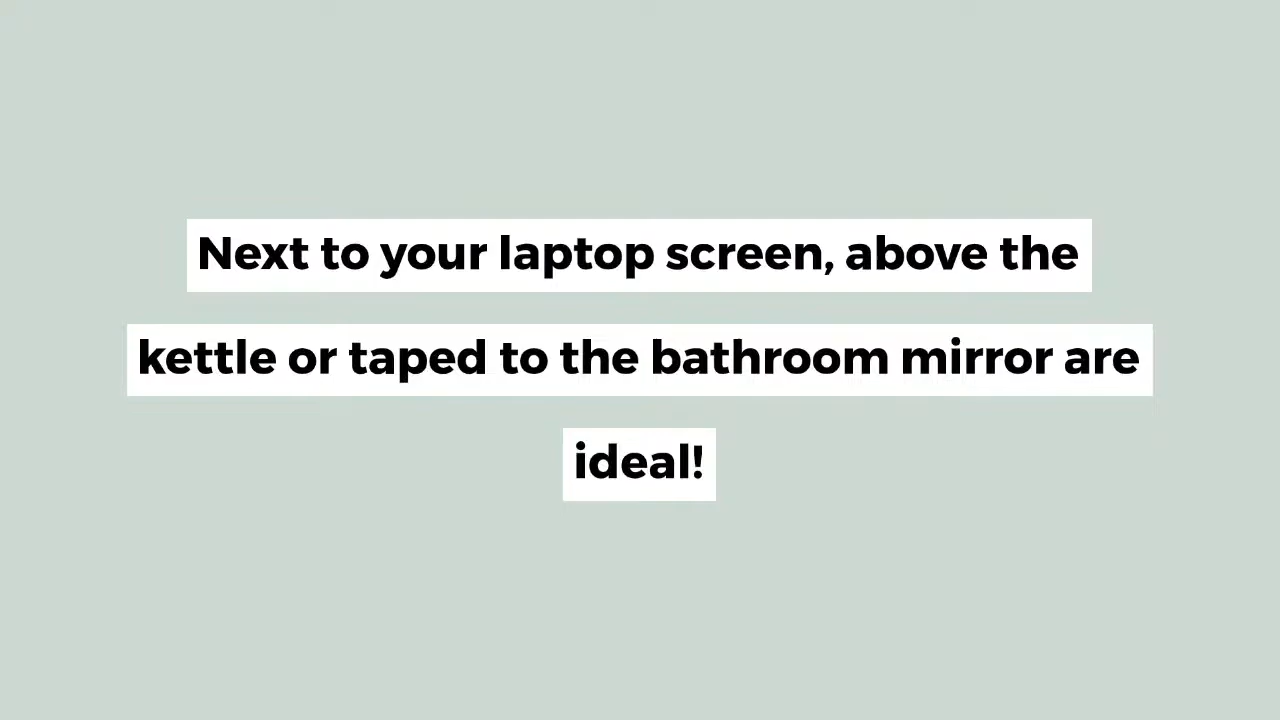 Next to your laptop screen, above the
kettle or taped to the bathroom mirror are
ideal!